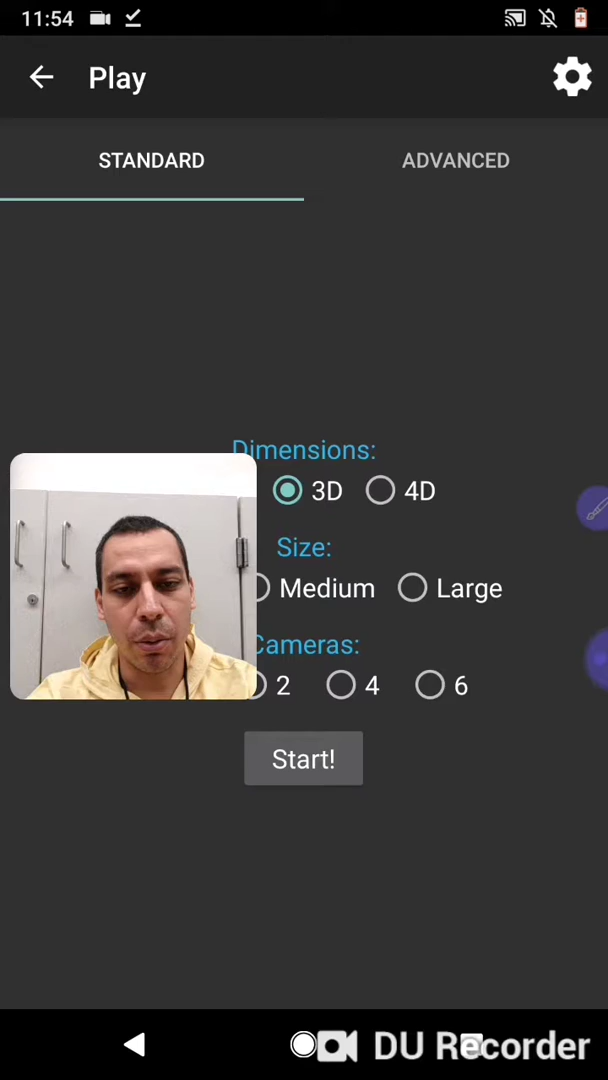 11:54
Play
STANDARD
ADVANCED
Dimensions:
3D
4D
Size:
Medium
Large
Cameras:
2
4
6
Start!
DU Recorder